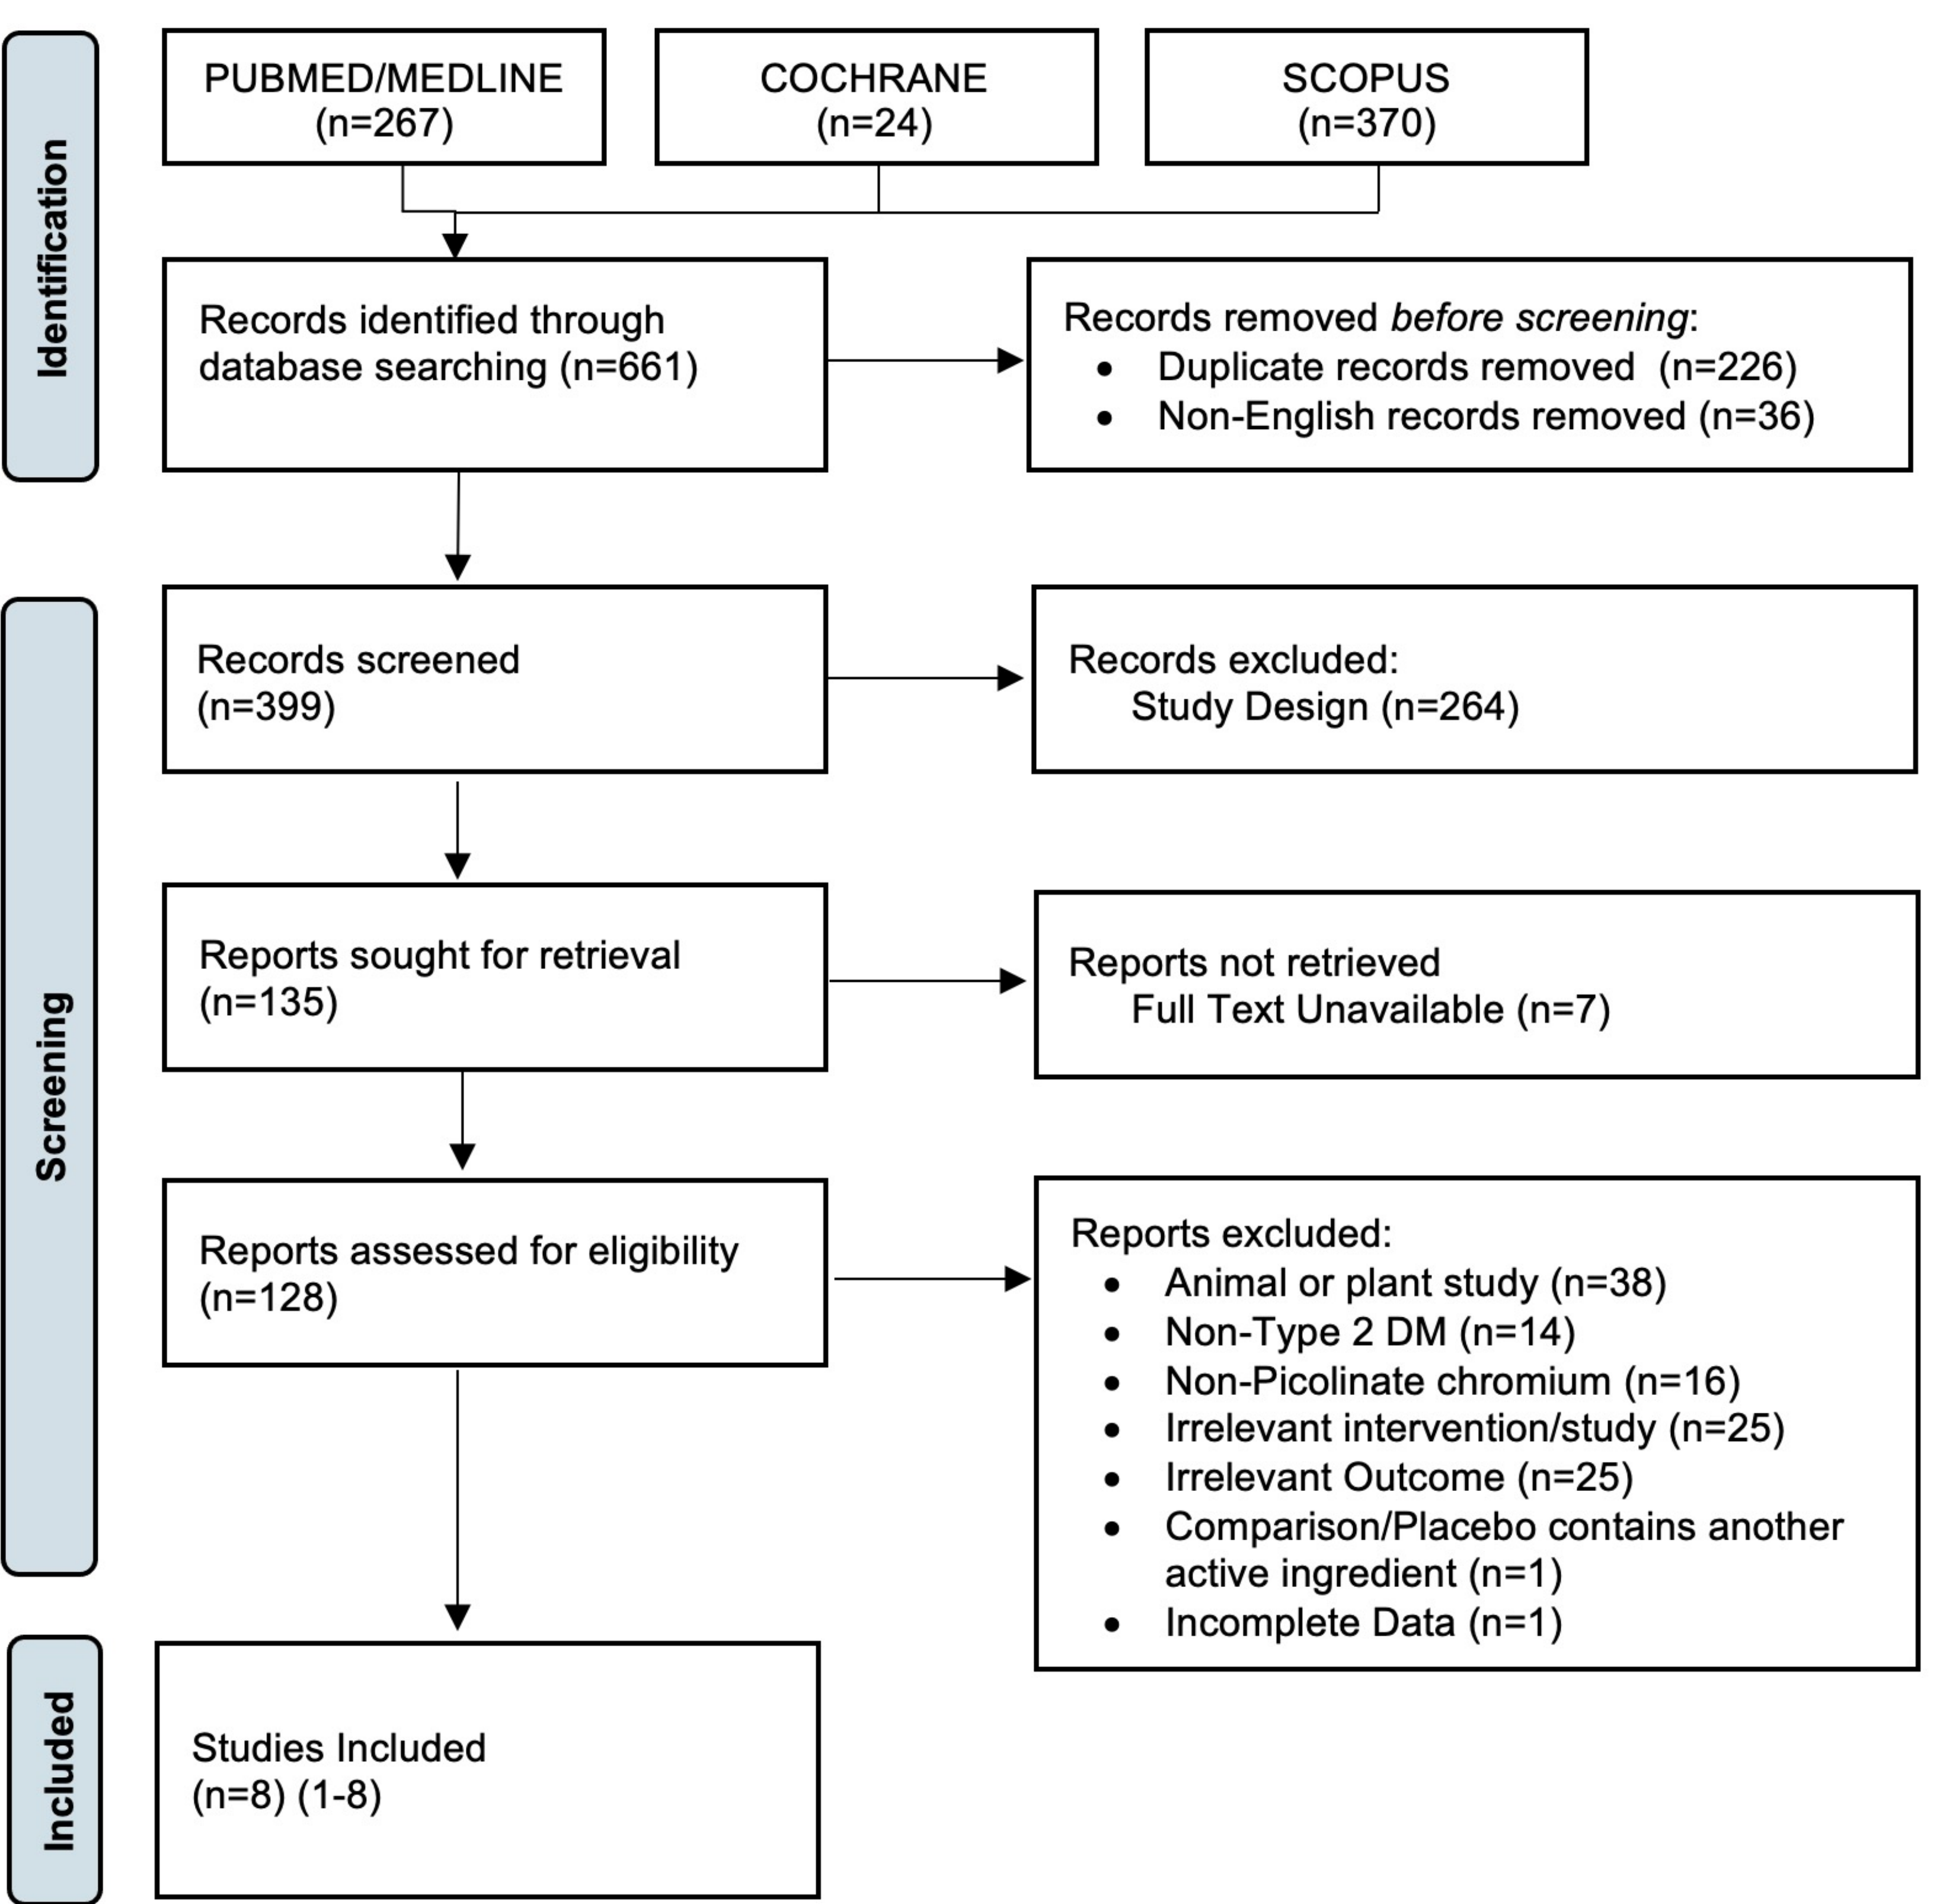 Identification
PUBMED/MEDLINE
(n=267)
COCHRANE
(n=24)
SCOPUS
(n=370)
Records identified through
database searching (n=661)
Records removed before screening:
• Duplicate records removed (n=226)
• Non-English records removed (n=36)
Screening
Records screened
(n=399)
Records excluded:
Study Design (n=264)
Reports sought for retrieval
(n=135)
Reports not retrieved
Full Text Unavailable (n=7)
Reports assessed for eligibility
(n=128)
Reports excluded:
• Animal or plant study (n=38)
• Non-Type 2 DM (n=14)
• Non-Picolinate chromium (n=16)
• Irrelevant intervention/study (n=25)
• Irrelevant Outcome (n=25)
• Comparison/Placebo contains another
active ingredient (n=1)
• Incomplete Data (n=1)
Included
Studies Included
(n=8) (1-8)